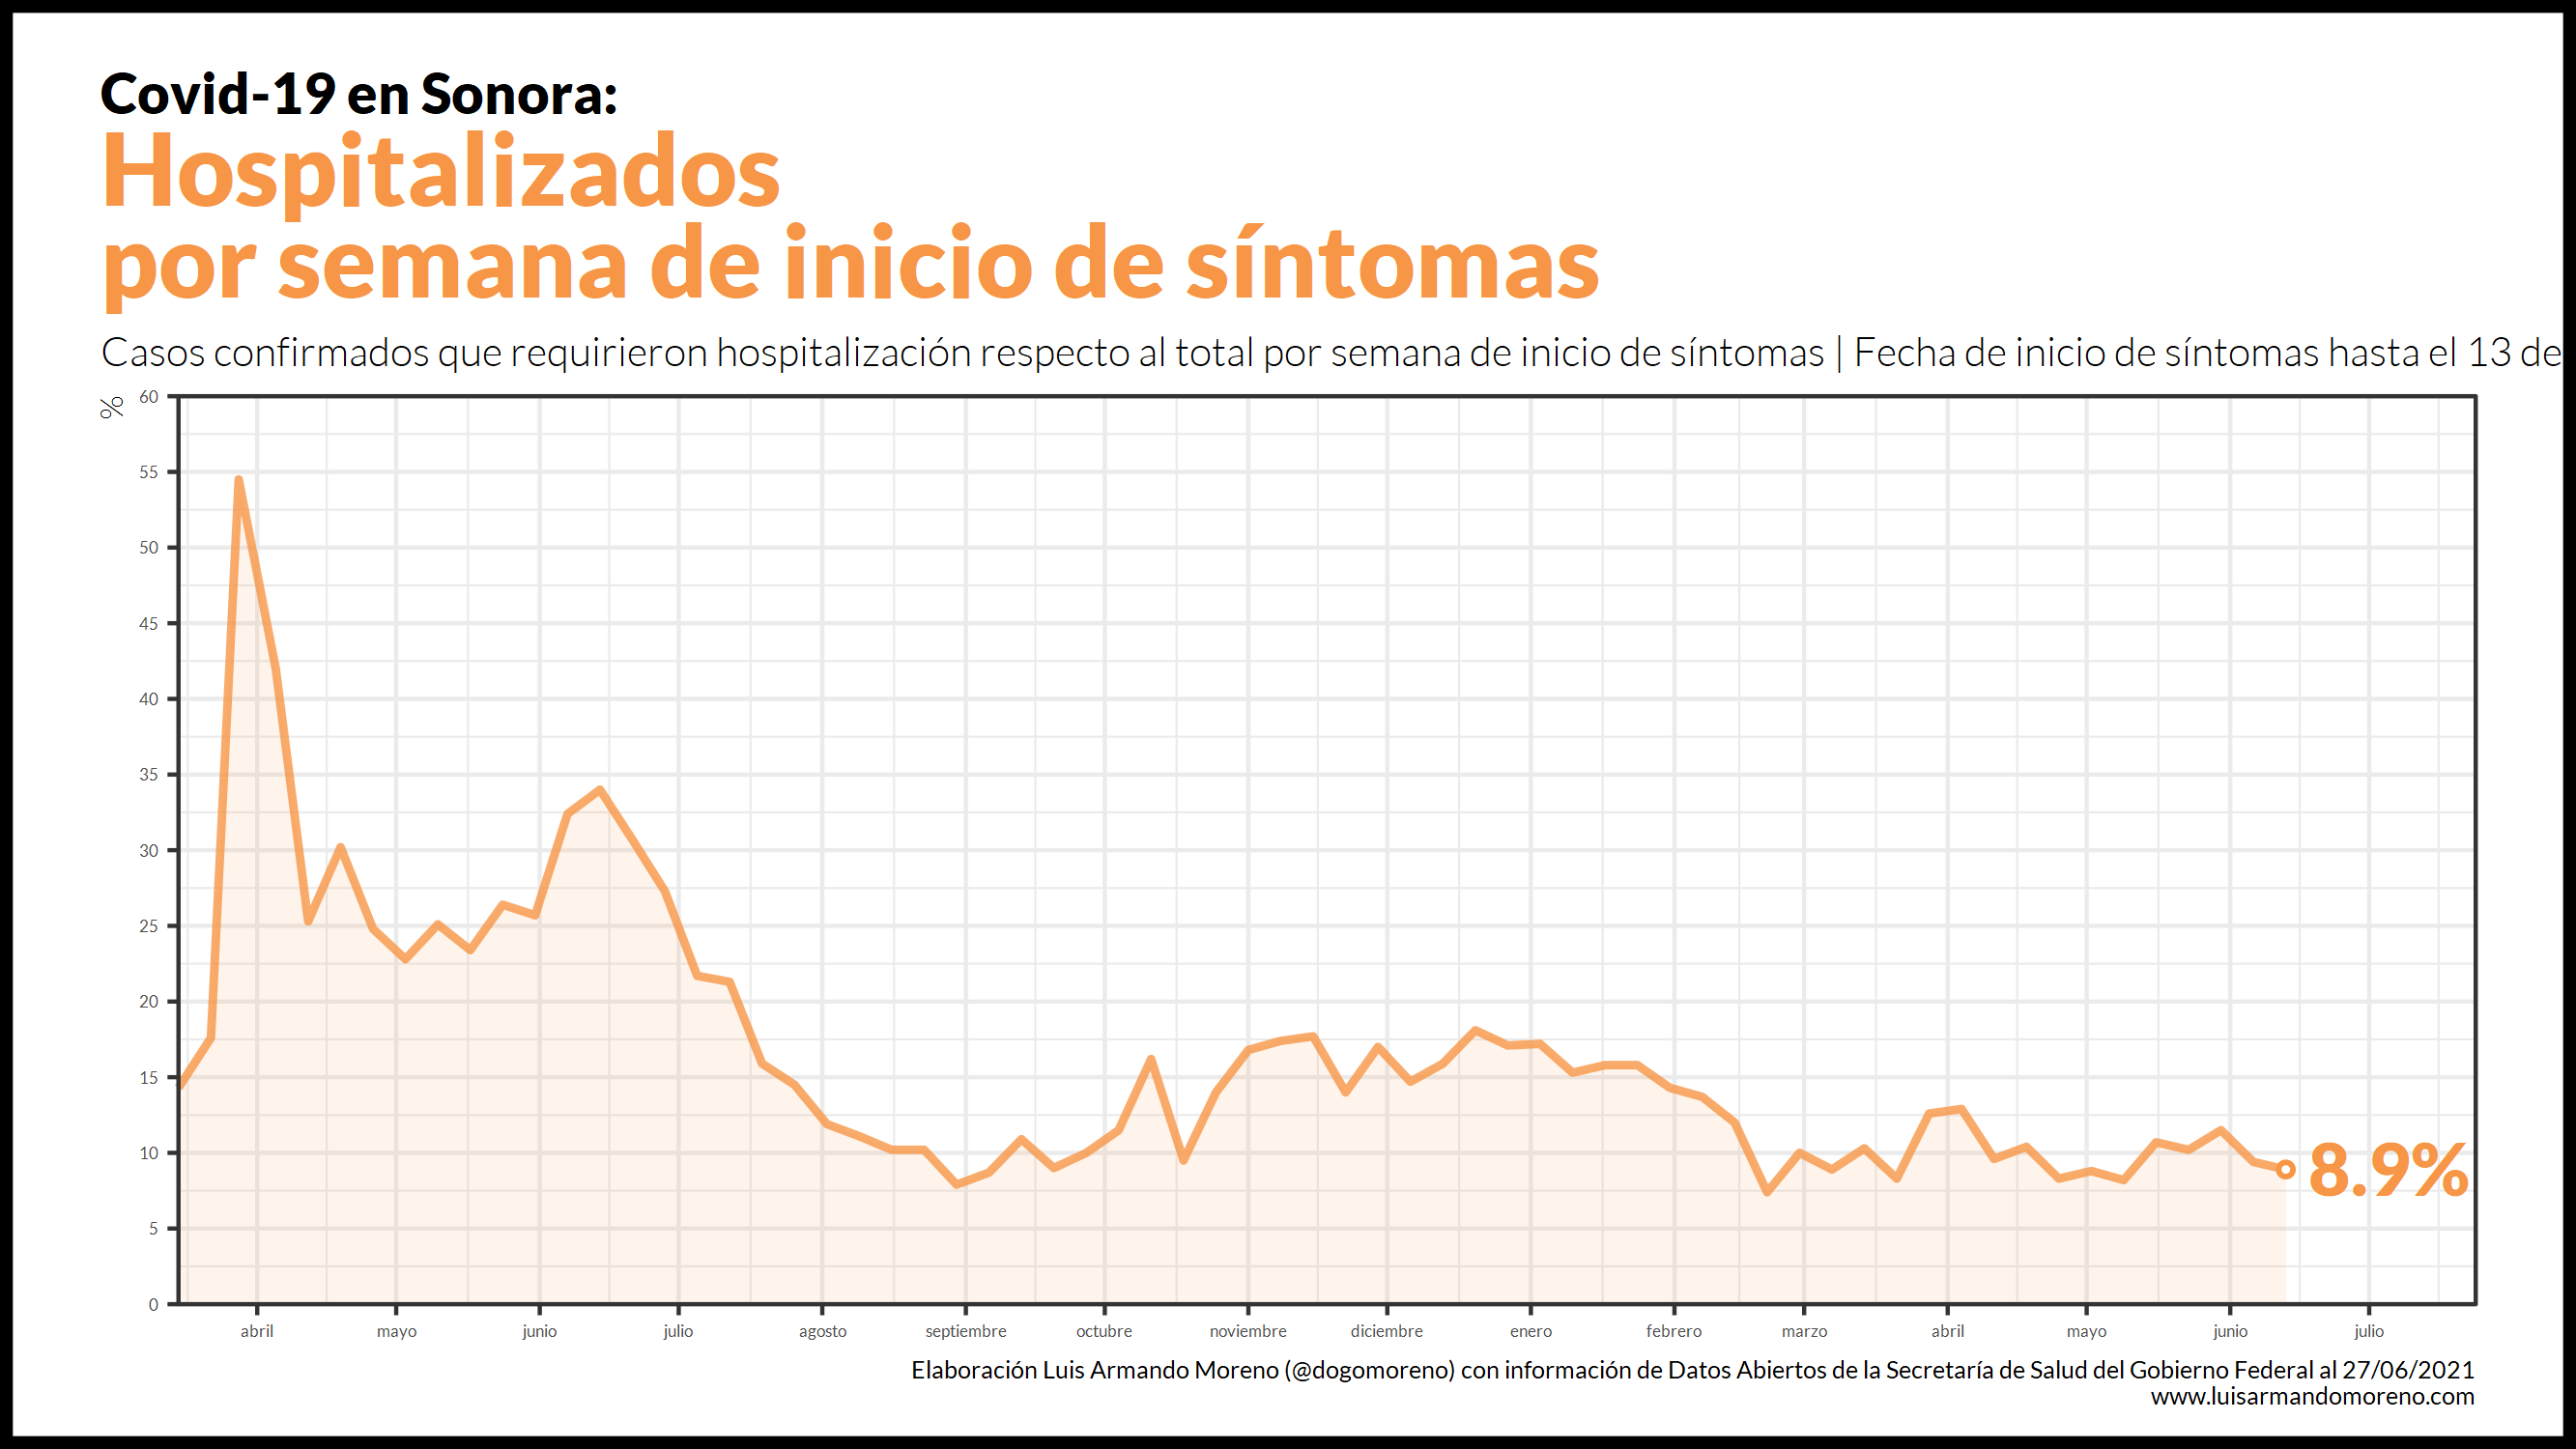 Covid-19 en Sonora:
Hospitalizados
por semana de inicio de síntomas
Casos confirmados que requirieron hospitalización respecto al total por semana de inicio de síntomas | Fecha de inicio de síntomas hasta el 13 de
%
60
55
50
45
40
35
30
25
20
15
10
5
0
8.9%
abril mayo junio julio agosto septiembre octubre noviembre diciembre enero febrero marzo abril mayo junio julio
Elaboración Luis Armando Moreno (@dogomoreno) con información de Datos Abiertos de la Secretaría de Salud del Gobierno Federal al 27/06/2021
www.luisarmandomoreno.com